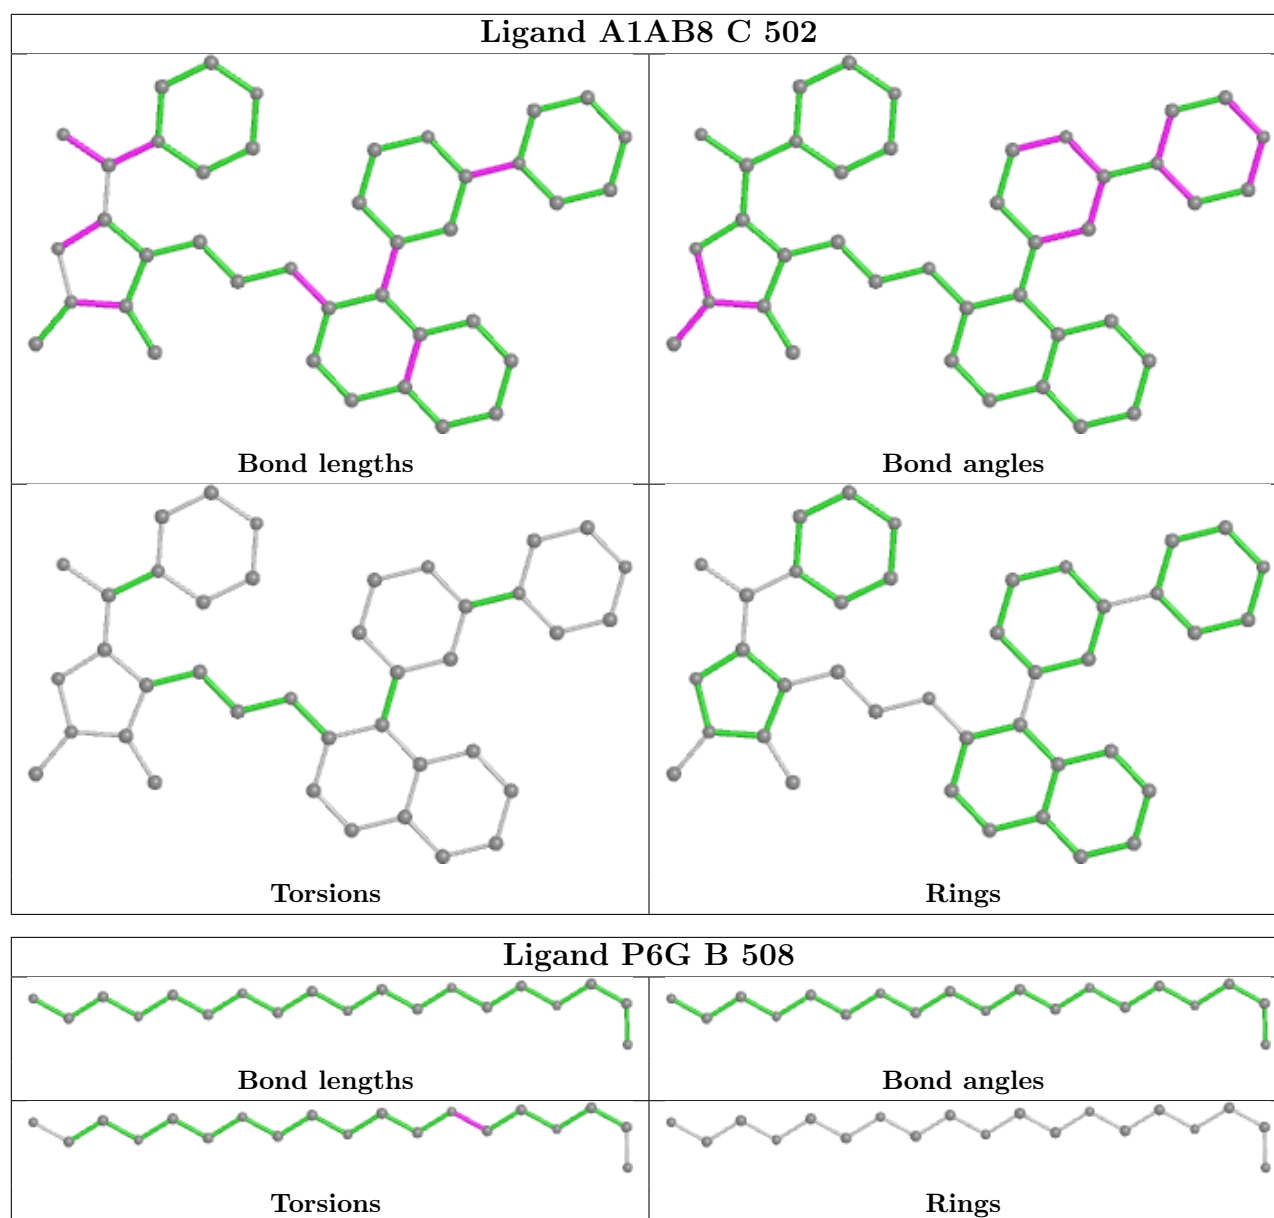 Ligand A1AB8 C 502
Bond lengths
Bond angles
Torsions
Rings
Ligand P6G B 508
Bond lengths
Bond angles
Torsions
Rings